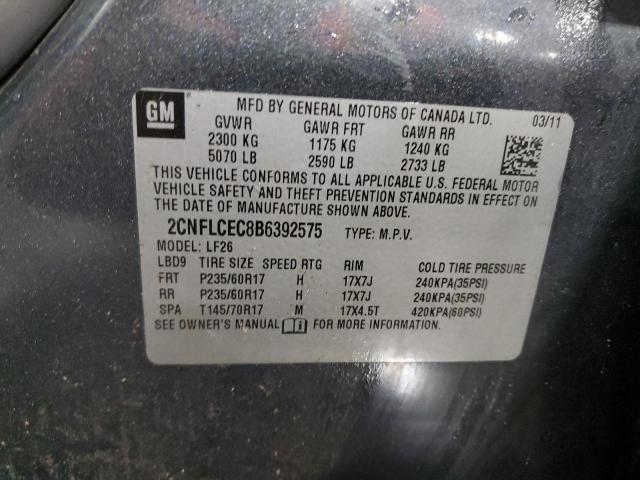 GM
MFD BY GENERAL MOTORS OF CANADA LTD. 03/11
GVWR GAWR FRT GAWR RR
2300 KG 1175 KG 1240 KG
5070 LB 2590 LB 2733 LB
THIS VEHICLE CONFORMS TO ALL APPLICABLE U.S. FEDERAL MOTOR
VEHICLE SAFETY AND THEFT PREVENTION STANDARDS IN EFFECT ON
THE DATE OF MANUFACTURE SHOWN ABOVE.
2CNFLCEC8B6392575 TYPE: M.P.V.
MODEL: LF26
LBD9 TIRE SIZE SPEED RTG RIM COLD TIRE PRESSURE
FRT P235/60R17 H 17X7J 240KPA(35PSI)
RR P235/60R17 H 17X7J 240KPA(35PSI)
SPA T145/70R17 M 17X4.5T 420KPA(60PSI)
SEE OWNER'S MANUAL FOR MORE INFORMATION.